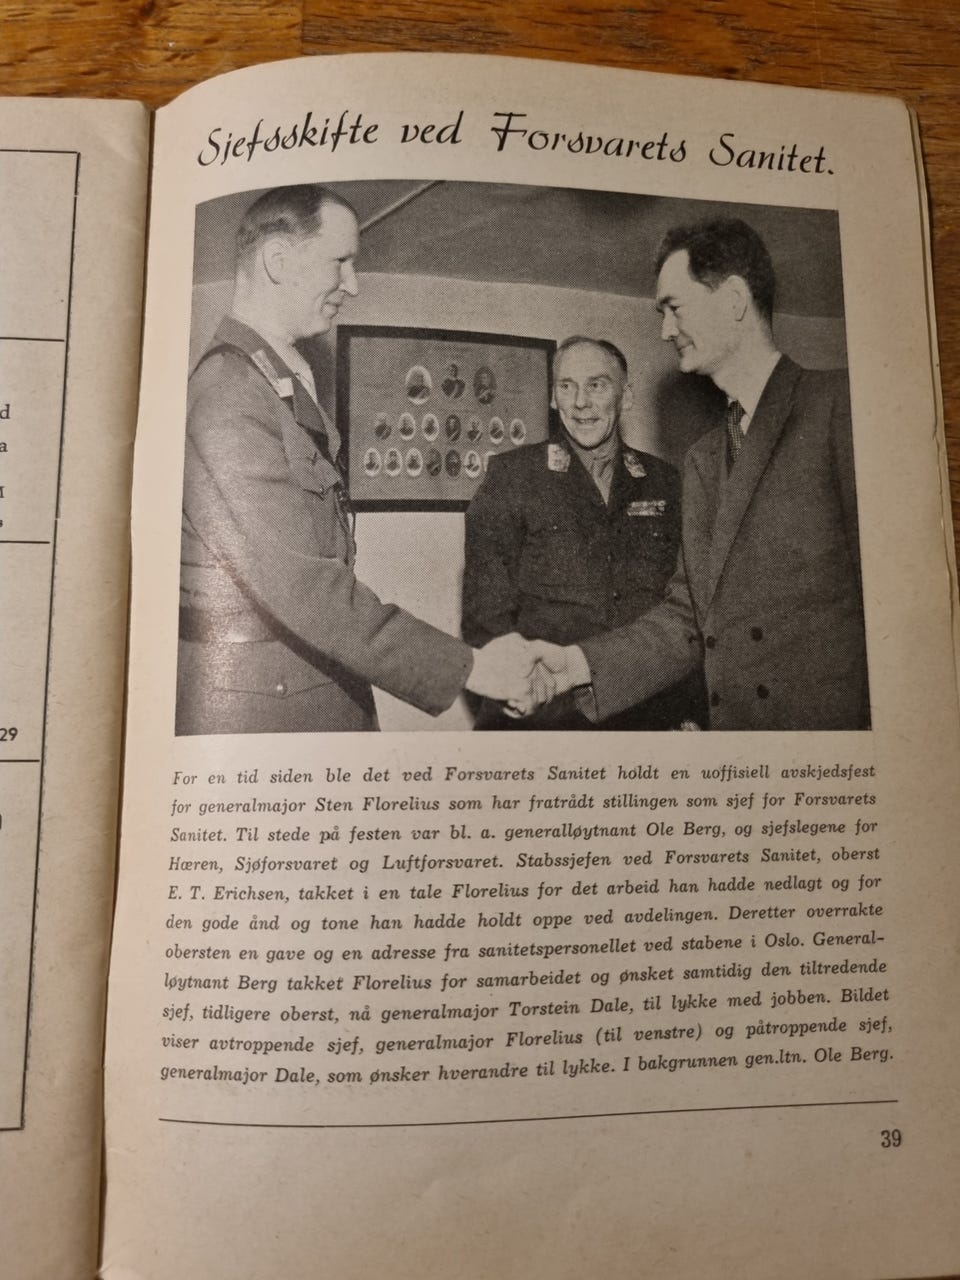 d
a
29
Sjefsskifte ved Forsvarets Sanitet.
For en tid siden ble det ved Forsvarets Sanitet holdt en uoffisiell avskjedsfest
for generalmajor Sten Florelius som har fratrådt stillingen som sjef for Forsvarets
Sanitet. Til stede på festen var bl. a. generalløytnant Ole Berg, og sjefslegene for
Hæren, Sjøforsvaret og Luftforsvaret. Stabssjefen ved Forsvarets Sanitet, oberst
E. T. Erichsen, takket i en tale Florelius for det arbeid han hadde nedlagt og for
den gode ånd og tone han hadde holdt oppe ved avdelingen. Deretter overrakte
obersten en gave og en adresse fra sanitetspersonellet ved stabene i Oslo. General-
løytnant Berg takket Florelius for samarbeidet og ønsket samtidig den tiltredende
sjef, tidligere oberst, nå generalmajor Torstein Dale, til lykke med jobben. Bildet
viser avtroppende sjef, generalmajor Florelius (til venstre) og påtroppende sjef,
generalmajor Dale, som ønsker hverandre til lykke. I bakgrunnen gen.ltn. Ole Berg.
39